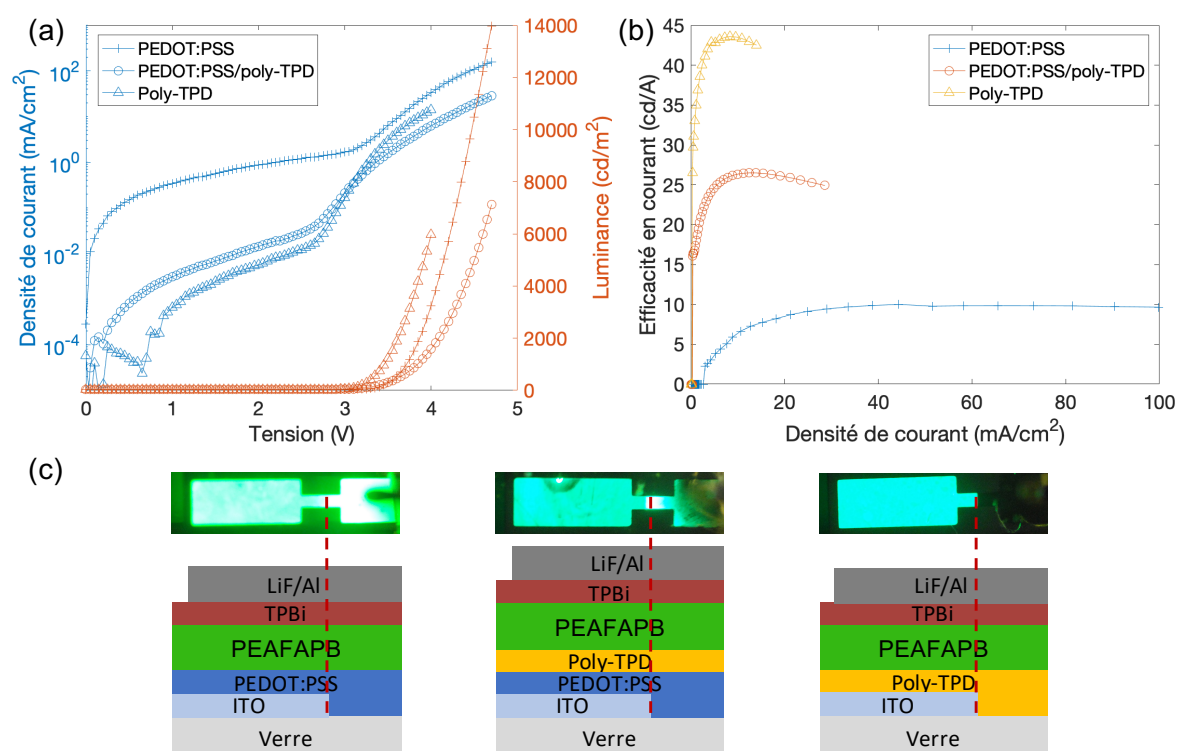 (a)
PEDOT:PSS
PEDOT:PSS/poly-TPD
Poly-TPD
Densité de courant (mA/cm²)
10²
10⁰
10⁻²
10⁻⁴
0
1
2
3
4
5
Tension (V)
14000
12000
10000
8000
6000
4000
2000
0
Luminance (cd/m²)
(b)
PEDOT:PSS
PEDOT:PSS/poly-TPD
Poly-TPD
Efficacité en courant (cd/A)
45
40
35
30
25
20
15
10
5
0
0
20
40
60
80
100
Densité de courant (mA/cm²)
(c)
LiF/Al
TPBi
PEAFAPB
PEDOT:PSS
ITO
Verre
LiF/Al
TPBi
PEAFAPB
Poly-TPD
PEDOT:PSS
ITO
Verre
LiF/Al
TPBi
PEAFAPB
Poly-TPD
ITO
Verre